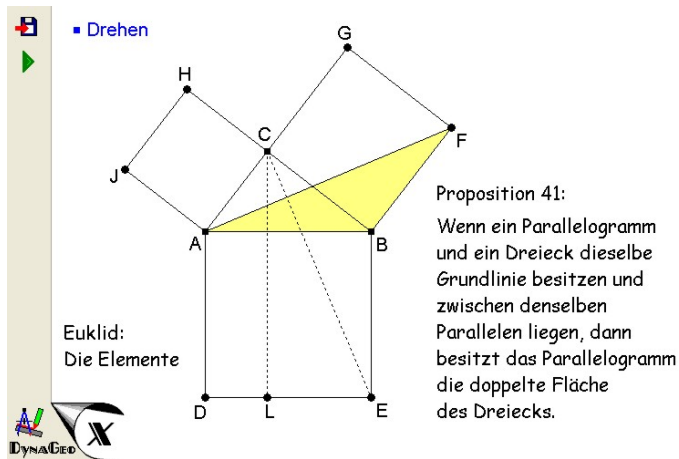 Drehen
G
H
C
F
J
A
B
Proposition 41:
Wenn ein Parallelogramm
und ein Dreieck dieselbe
Grundlinie besitzen und
zwischen denselben
Parallelen liegen, dann
besitzt das Parallelogramm
die doppelte Fläche
des Dreiecks.
Euklid:
Die Elemente
D
L
E
X
DYNAGEO